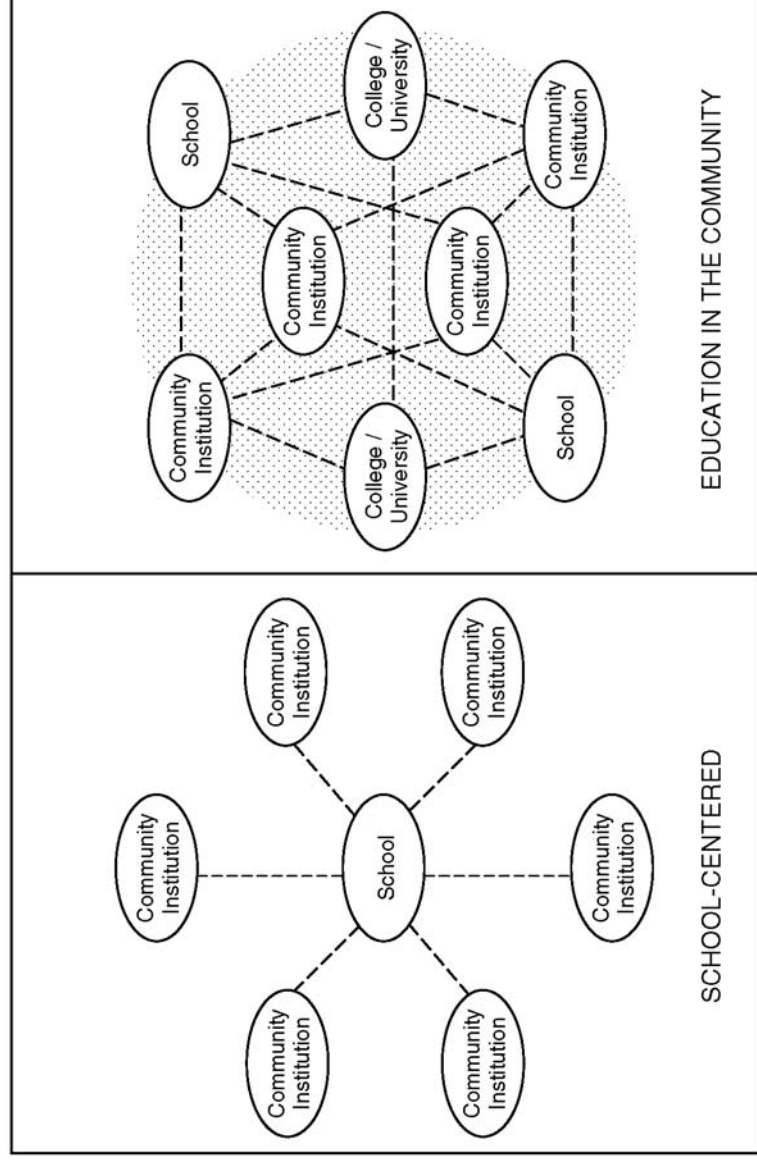 Community
Institution
Community
Institution
Community
Institution
School
Community
Institution
Community
Institution
Community
Institution
SCHOOL-CENTERED
Community
Institution
School
Community
Institution
College /
University
College /
University
Community
Institution
School
Community
Institution
EDUCATION IN THE COMMUNITY